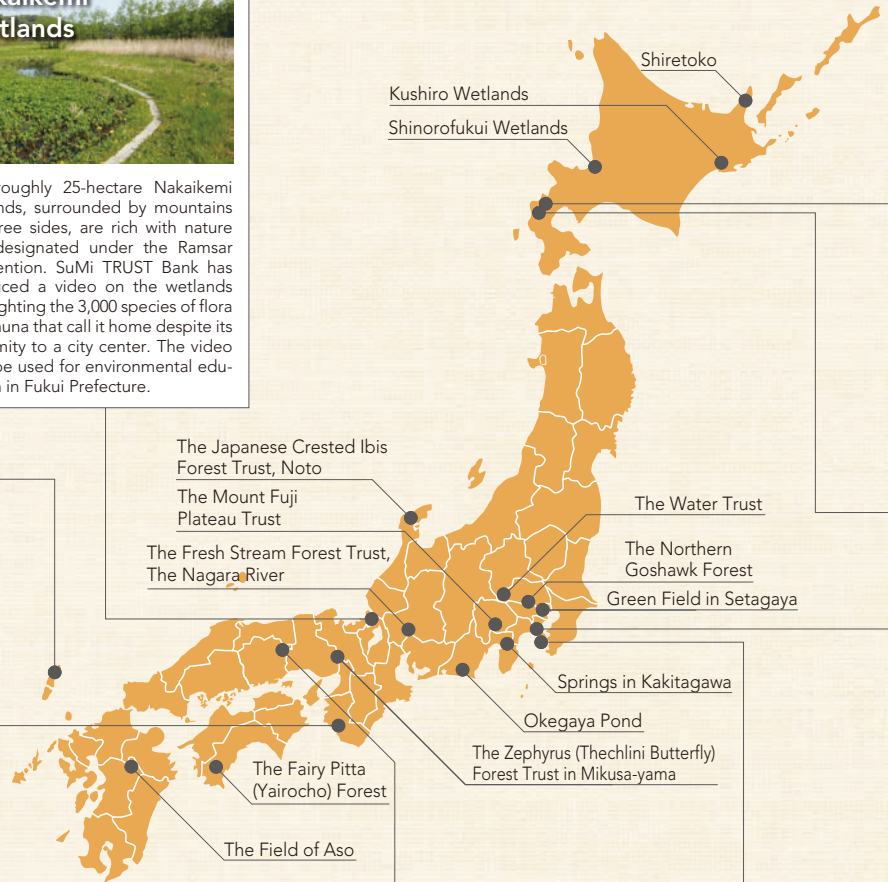 kaikemi
tlands
roughly 25-hectare Nakaikemi
nds, surrounded by mountains
ree sides, are rich with nature
designated under the Ramsar
ention. SuMi TRUST Bank has
ced a video on the wetlands
ghting the 3,000 species of flora
una that call it home despite its
mity to a city center. The video
be used for environmental edu-
in Fukui Prefecture.
Shiretoko
Kushiro Wetlands
Shinorofukui Wetlands
The Japanese Crested Ibis
Forest Trust, Noto
The Mount Fuji
Plateau Trust
The Fresh Stream Forest Trust,
The Nagara River
The Water Trust
The Northern
Goshawk Forest
Green Field in Setagaya
Springs in Kakitagawa
Okegaya Pond
The Zephyrus (Thechlini Butterfly)
Forest Trust in Mikusa-yama
The Fairy Pitta
(Yairocho) Forest
The Field of Aso